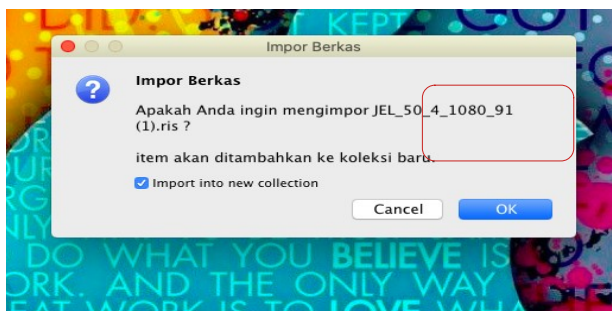 DID.
KEPT
GOT
Impor Berkas
Impor Berkas
Apakah Anda ingin mengimpor JEL_50_4_1080_91
(1).ris ?
item akan ditambahkan ke koleksi baru.
Import into new collection
Cancel
OK
DO WHAT YOU BELIEVE IS
ORK. AND THE ONLY WAY
EAT WORK IS TO LOVE WHA